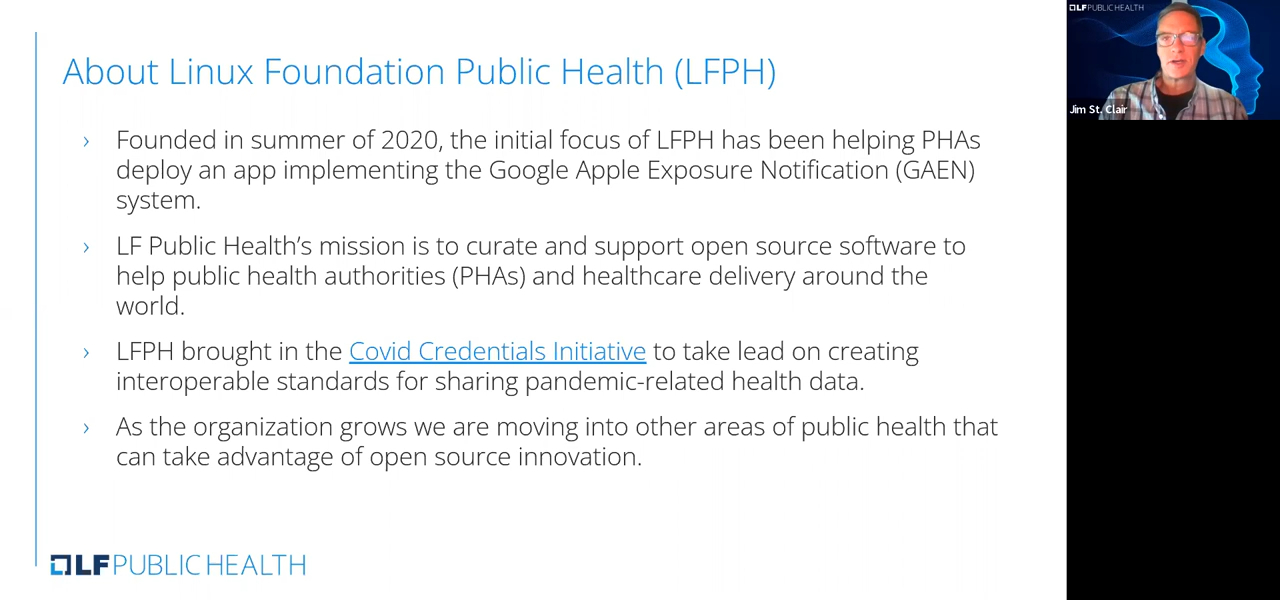 About Linux Foundation Public Health (LFPH)
› Founded in summer of 2020, the initial focus of LFPH has been helping PHAs
deploy an app implementing the Google Apple Exposure Notification (GAEN)
system.
› LF Public Health’s mission is to curate and support open source software to
help public health authorities (PHAs) and healthcare delivery around the
world.
› LFPH brought in the Covid Credentials Initiative to take lead on creating
interoperable standards for sharing pandemic-related health data.
› As the organization grows we are moving into other areas of public health that
can take advantage of open source innovation.
LF PUBLIC HEALTH
LF PUBLIC HEALTH
Jim St. Clair